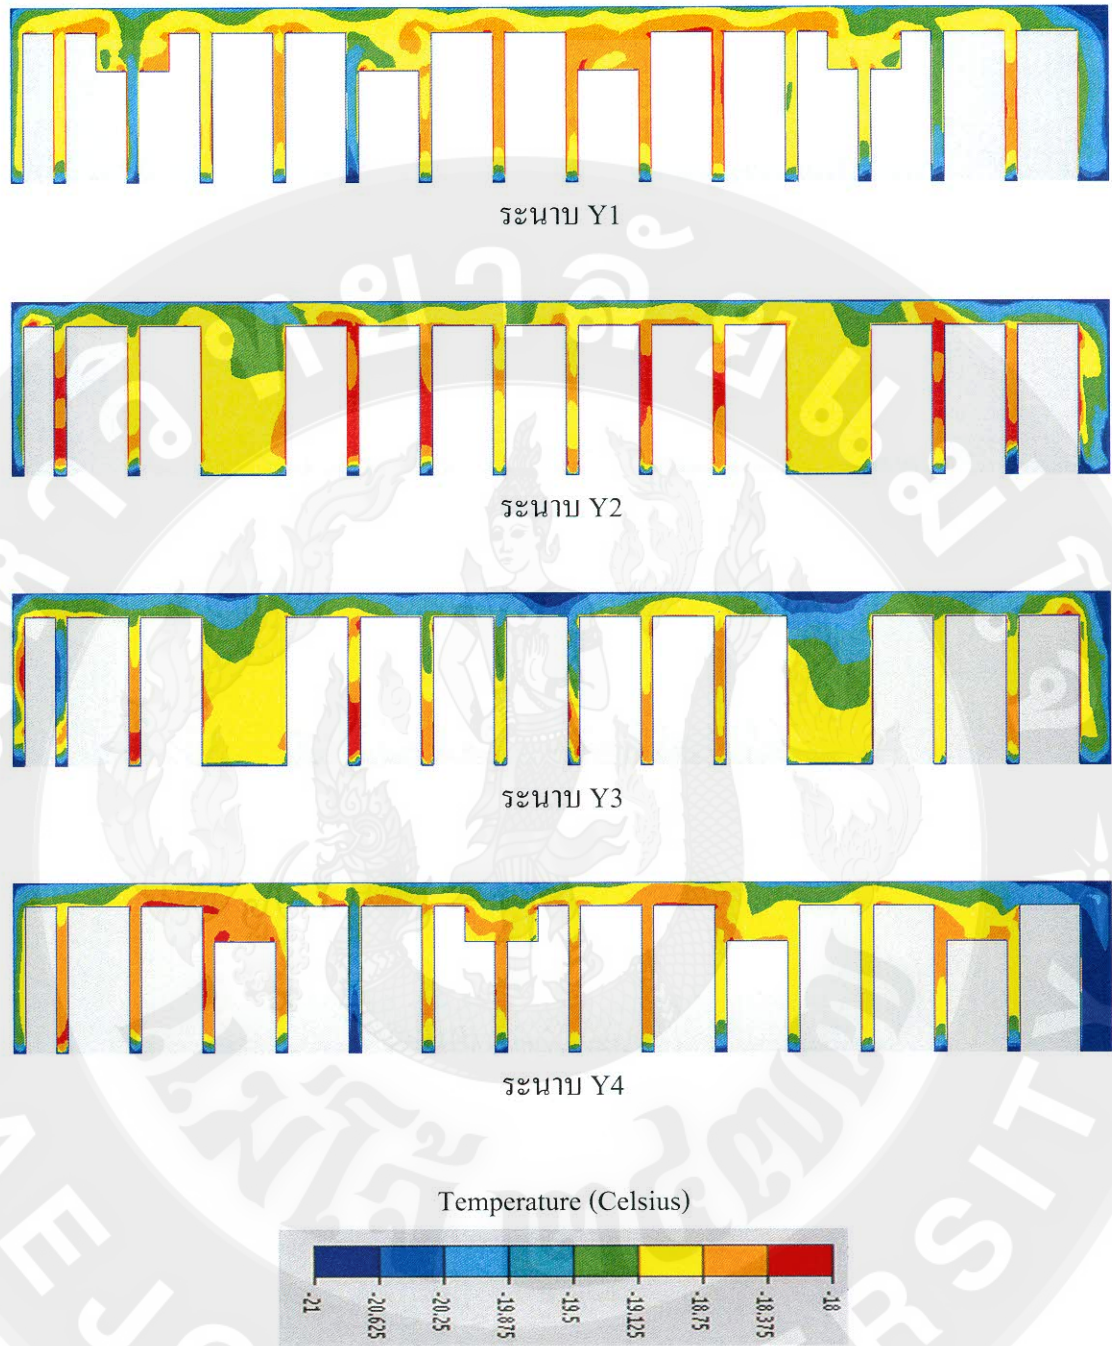 ระนาบ Y1
ระนาบ Y2
ระนาบ Y3
ระนาบ Y4
Temperature (Celsius)
-21 -20.625 -20.25 -19.875 -19.5 -19.125 -18.75 -18.375 -18